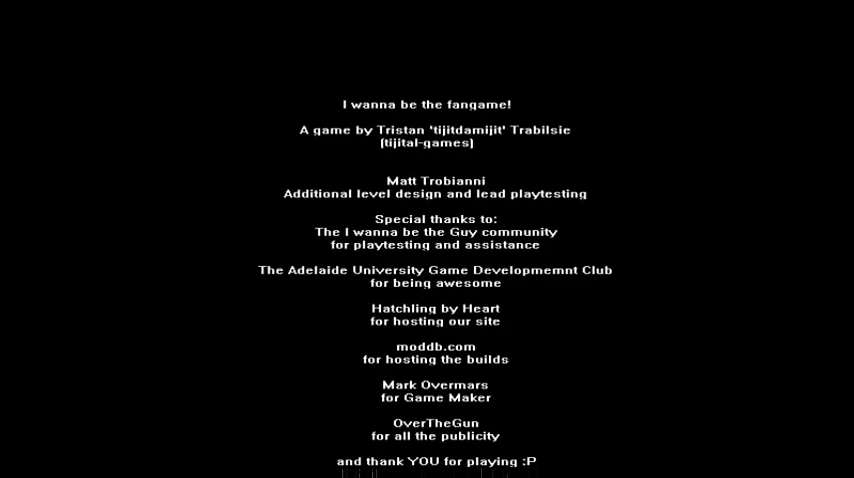 I wanna be the fangame!
A game by Tristan 'tijitdamijit' Trabilsie
(tijital-games)
Matt Trobianni
Additional level design and lead playtesting
Special thanks to:
The I wanna be the Guy community
for playtesting and assistance
The Adelaide University Game Developmemnt Club
for being awesome
Hatchling by Heart
for hosting our site
moddb.com
for hosting the builds
Mark Overmars
for Game Maker
OverTheGun
for all the publicity
and thank YOU for playing :P